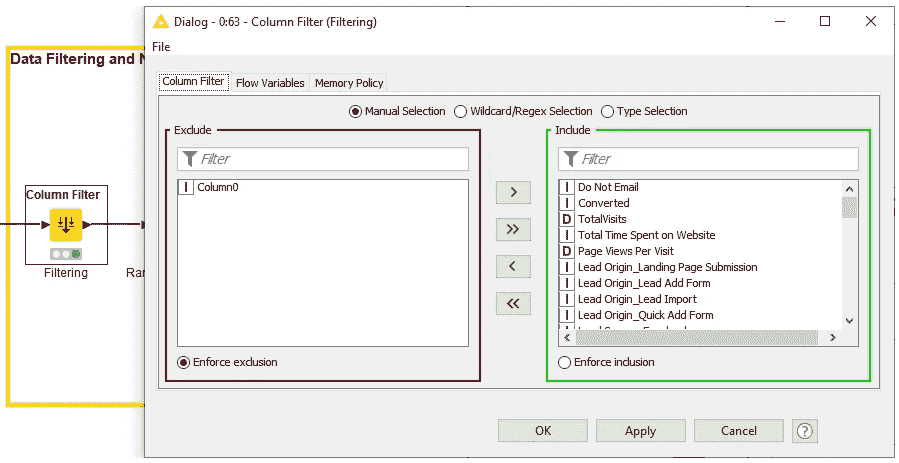 Dialog - 0:63 - Column Filter (Filtering)
File
Data Filtering and
Column Filter
Flow Variables
Memory Policy
Manual Selection
Wildcard/Regex Selection
Type Selection
Exclude
Filter
I Column0
Enforce exclusion
>
>>
<
<<
Include
Filter
I Do Not Email
I Converted
D TotalVisits
I Total Time Spent on Website
D Page Views Per Visit
I Lead Origin_Landing Page Submission
I Lead Origin_Lead Add Form
I Lead Origin_Lead Import
I Lead Origin_Quick Add Form
Enforce inclusion
Column Filter
Filtering
OK
Apply
Cancel
?